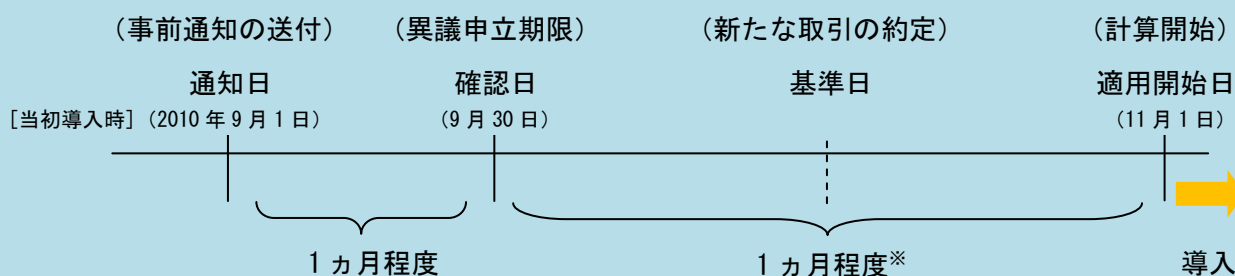 （事前通知の送付） （異議申立期限） （新たな取引の約定） （計算開始）
通知日 確認日 基準日 適用開始日
［当初導入時］（2010 年 9 月 1 日） （9 月 30 日） （11 月 1 日）
1 ヵ月程度 1 ヵ月程度※ 導入